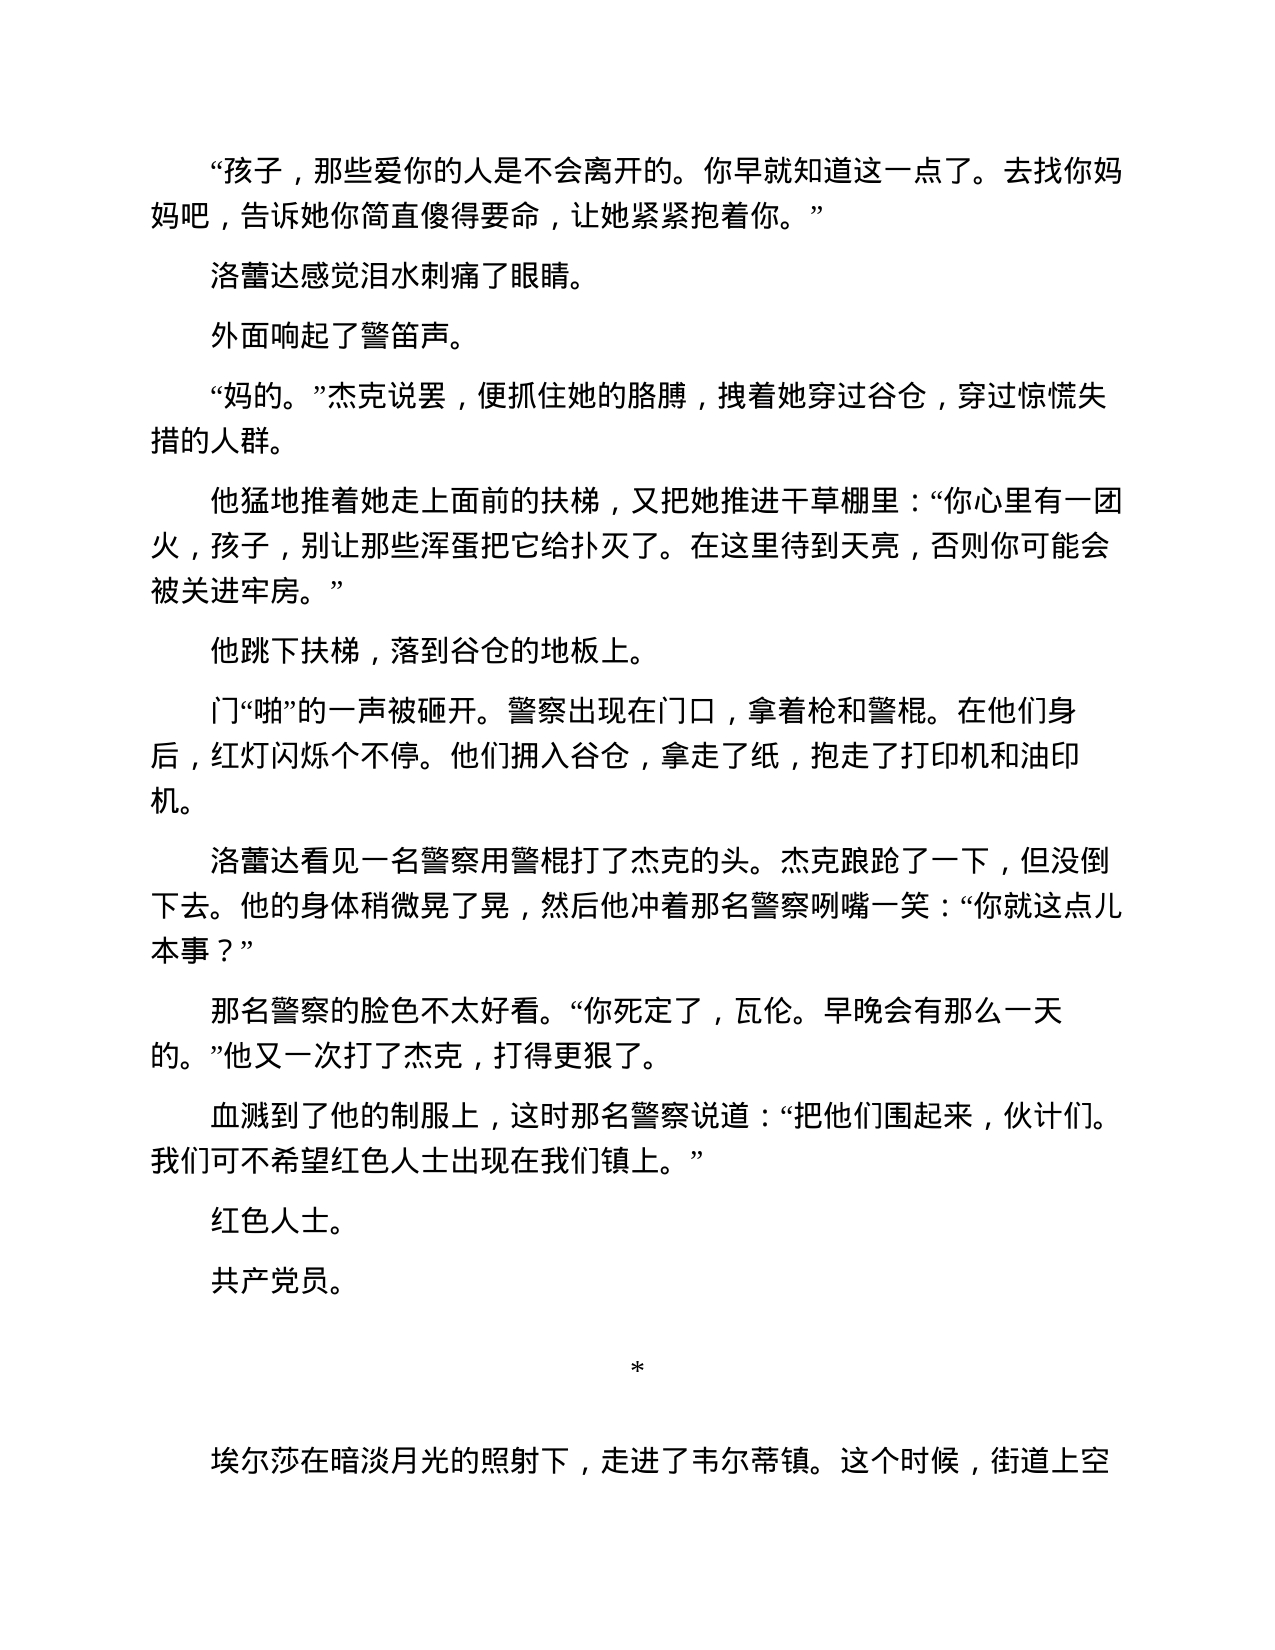 “孩子，那些爱你的人是不会离开的。你早就知道这一点了。去找你妈
妈吧，告诉她你简直傻得要命，让她紧紧抱着你。”
洛蕾达感觉泪水刺痛了眼睛。
外面响起了警笛声。
“妈的。”杰克说罢，便抓住她的胳膊，拽着她穿过谷仓，穿过惊慌失
措的人群。
他猛地推着她走上面前的扶梯，又把她推进干草棚里：“你心里有一团
火，孩子，别让那些浑蛋把它给扑灭了。在这里待到天亮，否则你可能会
被关进牢房。”
他跳下扶梯，落到谷仓的地板上。
门“啪”的一声被砸开。警察出现在门口，拿着枪和警棍。在他们身
后，红灯闪烁个不停。他们拥入谷仓，拿走了纸，抱走了打印机和油印
机。
洛蕾达看见一名警察用警棍打了杰克的头。杰克踉跄了一下，但没倒
下去。他的身体稍微晃了晃，然后他冲着那名警察咧嘴一笑：“你就这点儿
本事？”
那名警察的脸色不太好看。“你死定了，瓦伦。早晚会有那么一天
的。”他又一次打了杰克，打得更狠了。
血溅到了他的制服上，这时那名警察说道：“把他们围起来，伙计们。
我们可不希望红色人士出现在我们镇上。”
红色人士。
共产党员。
*
埃尔莎在暗淡月光的照射下，走进了韦尔蒂镇。这个时候，街道上空